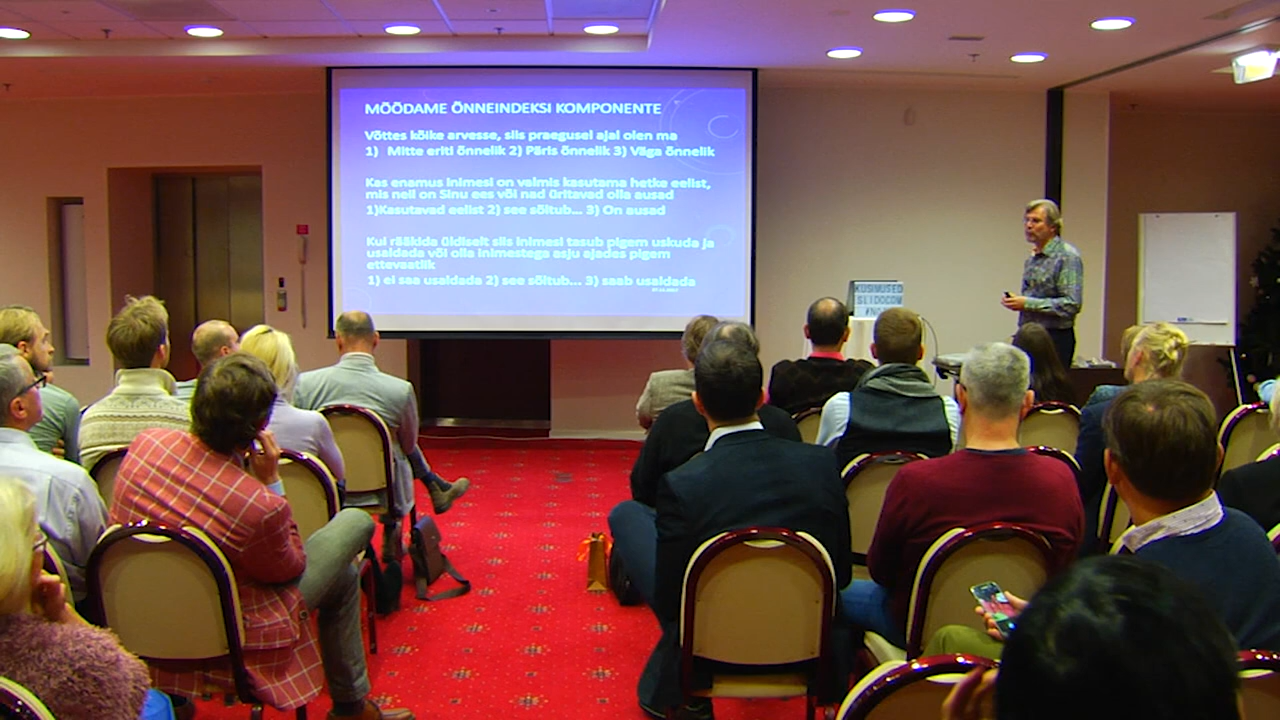 MÕÕDAME ÕNNEINDEKSI KOMPONENTE
Võttes kõike arvesse, siis praegusel ajal olen ma
1) Mitte eriti õnnelik 2) Päris õnnelik 3) Väga õnnelik
Kas enamus inimesi on valmis kasutama hetke eelist,
mis neil on Sinu ees või nad üritavad olla ausad
1)Kasutavad eelist 2) see sõltub... 3) On ausad
Kui rääkida üldiselt siis inimesi tasub pigem uskuda ja
usaldada või olla inimestega asju ajades pigem
ettevaatlik
1) ei saa usaldada 2) see sõltub... 3) saab usaldada
KÜSIMUSED
SLIDOCOM